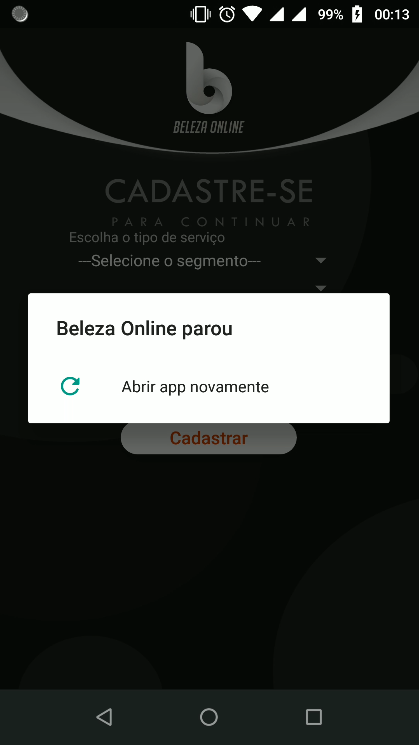 99% 00:13
BELEZA ONLINE
CADASTRE-SE
PARA CONTINUAR
Escolha o tipo de serviço
---Selecione o segmento---
Beleza Online parou
Abrir app novamente
Cadastrar